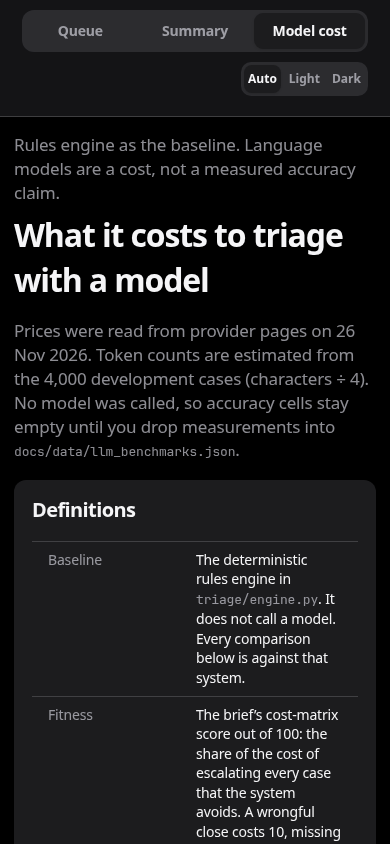 Queue Summary Model cost
Auto Light Dark
Rules engine as the baseline. Language
models are a cost, not a measured accuracy
claim.
What it costs to triage
with a model
Prices were read from provider pages on 26
Nov 2026. Token counts are estimated from
the 4,000 development cases (characters ÷ 4).
No model was called, so accuracy cells stay
empty until you drop measurements into
docs/data/llm_benchmarks.json.
Definitions
Baseline
The deterministic
rules engine in
triage/engine.py. It
does not call a model.
Every comparison
below is against that
system.
Fitness
The brief’s cost-matrix
score out of 100: the
share of the cost of
escalating every case
that the system
avoids. A wrongful
close costs 10, missing